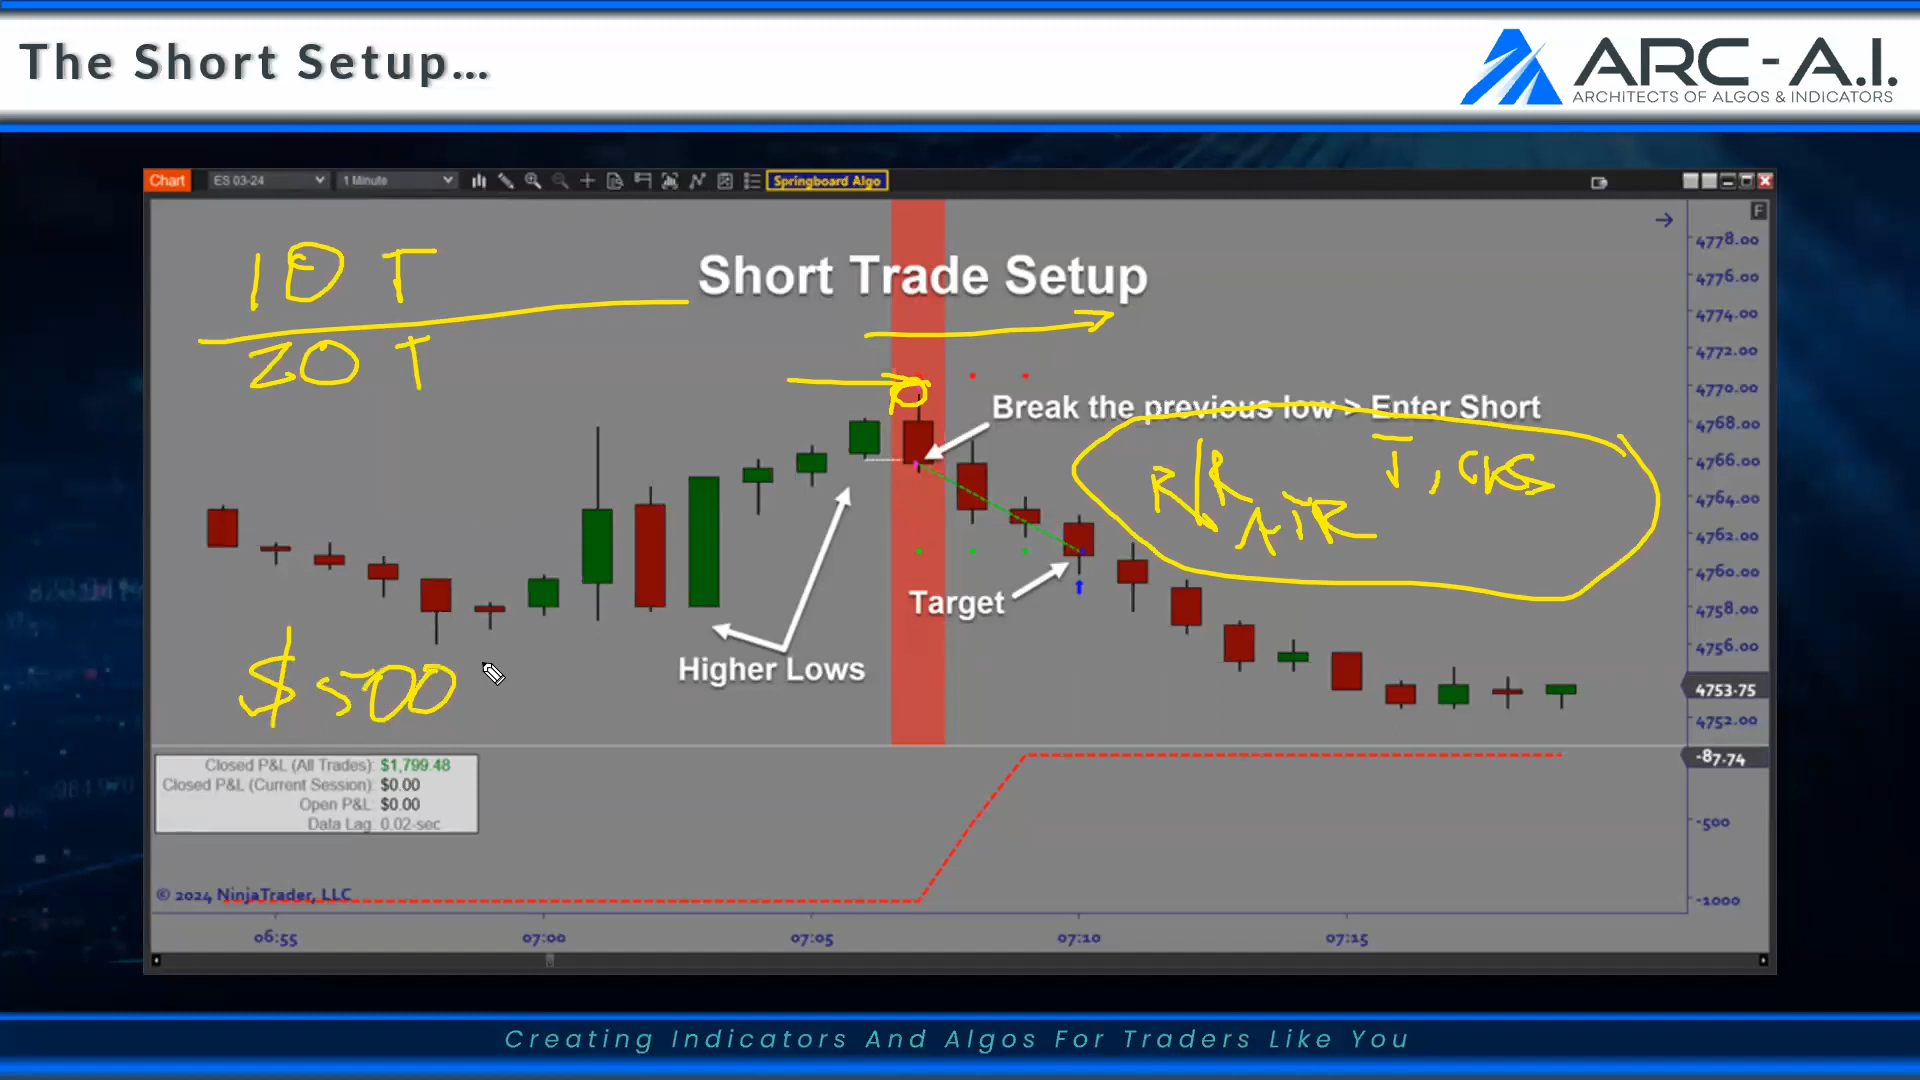 The Short Setup...
ARC-A.I.
ARCHITECTS OF ALGOS & INDICATORS
Chart
ES 03-24
1 Minute
Springboard Algo
F
4778.00
4776.00
4774.00
4772.00
4770.00
4768.00
4766.00
4764.00
4762.00
4760.00
4758.00
4756.00
4753.75
4752.00
Short Trade Setup
10 T
20 T
Break the previous low > Enter Short
R/R
ATR
Ticks
Target
Higher Lows
$500
Closed P&L (All Trades): $1,799.48
Closed P&L (Current Session): $0.00
Open P&L: $0.00
Data Lag: 0.02-sec
-87.74
-500
-1000
© 2024 NinjaTrader, LLC
06:55 07:00 07:05 07:10 07:15
Creating Indicators And Algos For Traders Like You